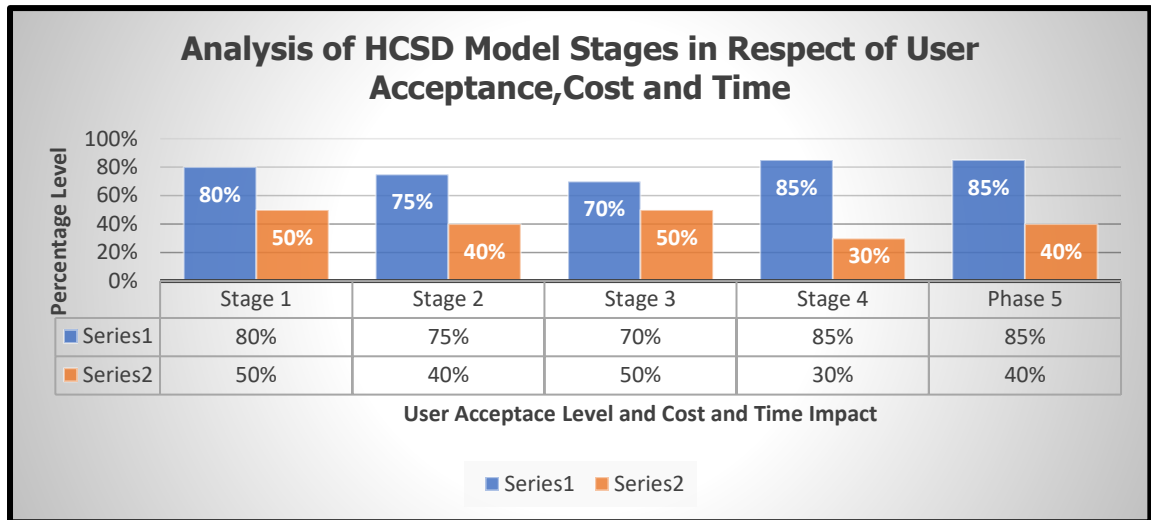 Analysis of HCSD Model Stages in Respect of User
Acceptance,Cost and Time
Percentage Level
100%
80%
60%
40%
20%
0%
80%
50%
75%
40%
70%
50%
85%
30%
85%
40%
Stage 1 Stage 2 Stage 3 Stage 4 Phase 5
Series1 80% 75% 70% 85% 85%
Series2 50% 40% 50% 30% 40%
User Acceptace Level and Cost and Time Impact
Series1 Series2